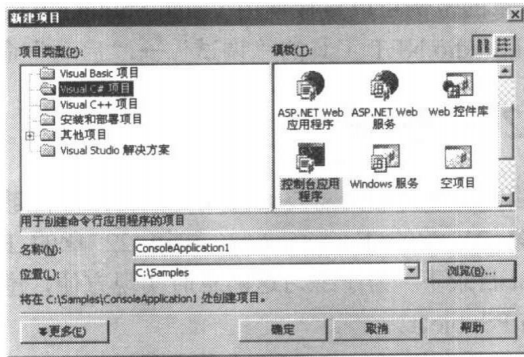 新建项目
项目类型(P):
模板(T):
Visual Basic 项目
Visual C# 项目
Visual C++ 项目
安装和部署项目
其他项目
Visual Studio 解决方案
ASP.NET Web 应用程序
ASP.NET Web 服务
Web 控件库
控制台应用程序
Windows 服务
空项目
用于创建命令行应用程序的项目
名称(N):
ConsoleApplication1
位置(L):
C:\Samples
浏览(B)...
将在 C:\Samples\ConsoleApplication1 处创建项目。
更多(E)
确定
取消
帮助